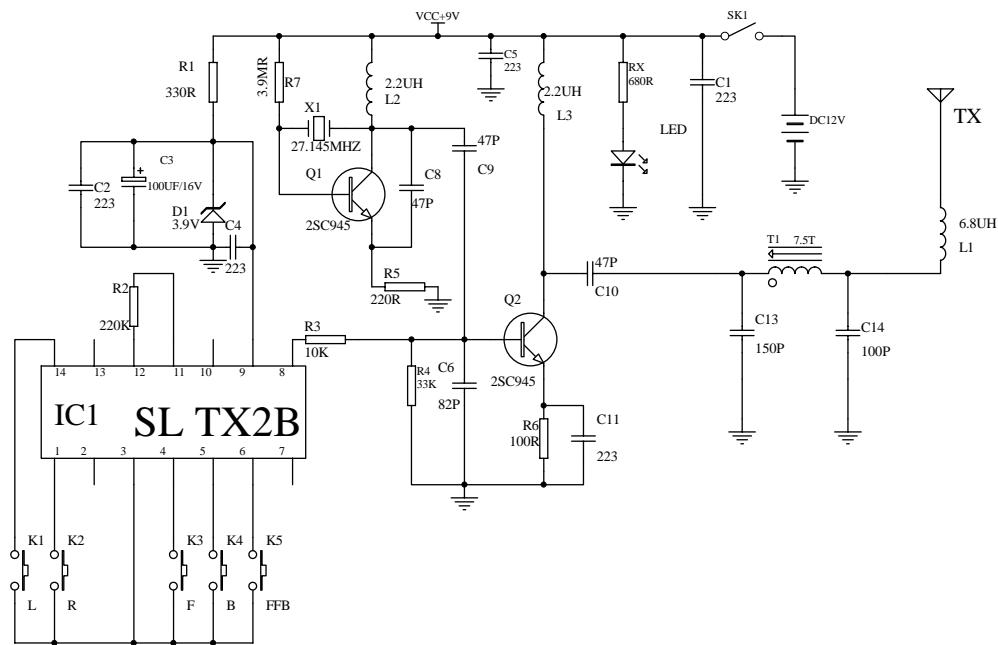 VCC+9V
SK1
R1
330R
3.9MR
R7
2.2UH
L2
C5
223
2.2UH
L3
RX
680R
C1
223
LED
DC12V
TX
X1
27.145MHZ
47P
C9
C3
100UF/16V
C2
223
D1
3.9V
C4
223
Q1
2SC945
C8
47P
6.8UH
L1
R5
220R
47P
C10
T1
7.5T
R2
220K
R3
10K
Q2
2SC945
C13
150P
C14
100P
R4
33K
C6
82P
14
13
12
11
10
9
8
IC1
SL TX2B
1
2
3
4
5
6
7
R6
100R
C11
223
K1
K2
K3
K4
K5
L
R
F
B
FFB